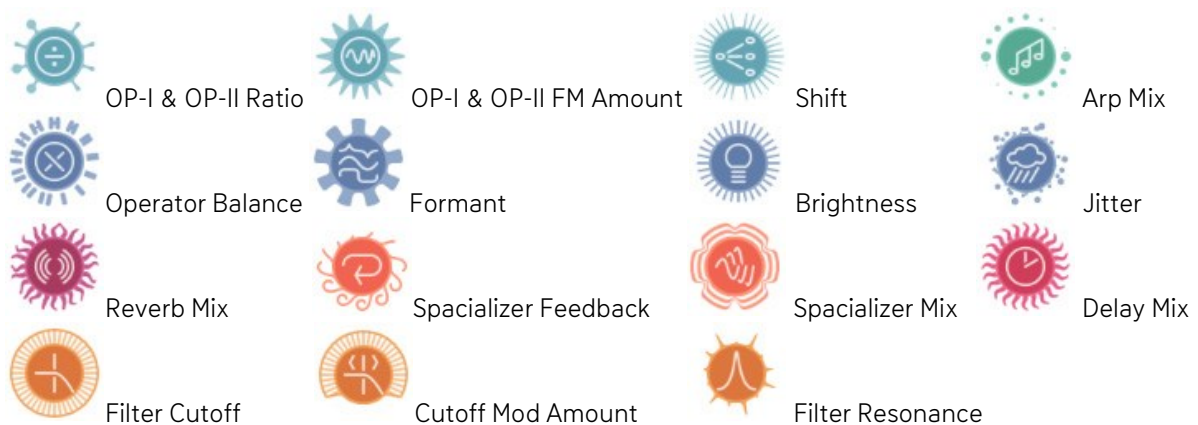 OP-I & OP-II Ratio OP-I & OP-II FM Amount Shift Arp Mix
Operator Balance Formant Brightness Jitter
Reverb Mix Spacializer Feedback Spacializer Mix Delay Mix
Filter Cutoff Cutoff Mod Amount Filter Resonance